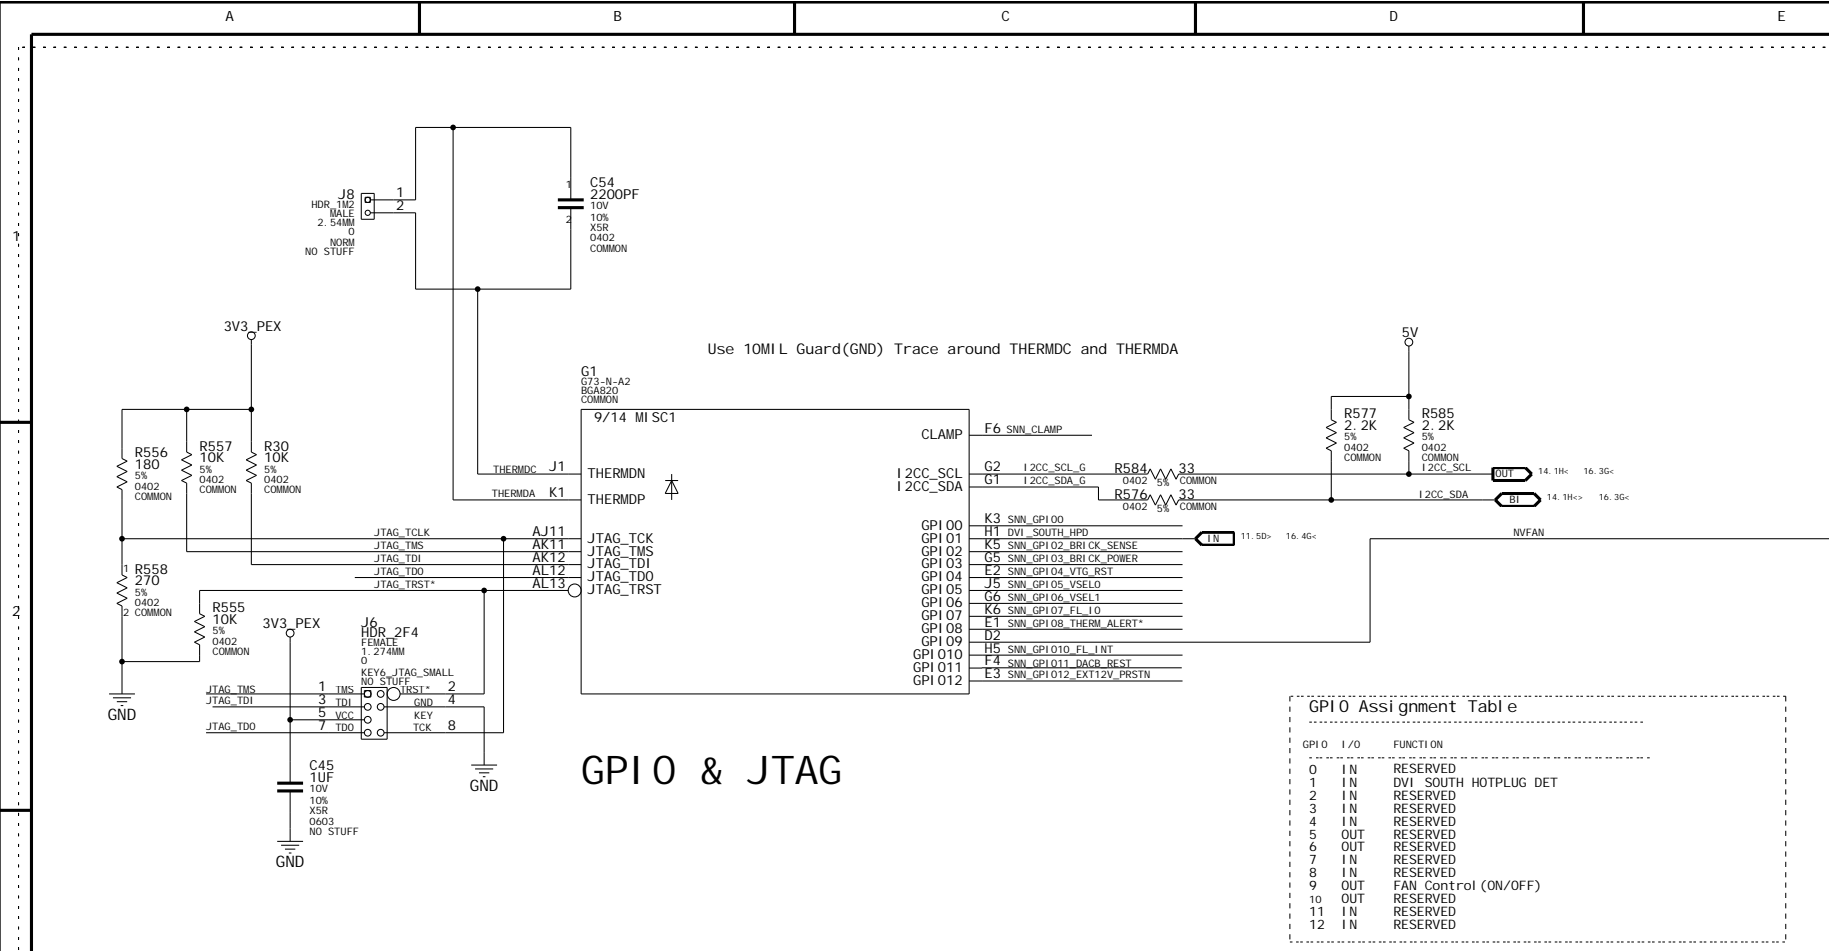 A B C D E
1
2
J8
HDR_1M2
MALE
2.54MM
0
NORM
NO STUFF
1
2
1
2
C54
2200PF
10V
10%
X5R
0402
COMMON
3V3_PEX
R556
180
5%
0402
COMMON
R557
10K
5%
0402
COMMON
R30
10K
5%
0402
COMMON
1
R558
270
5%
0402
2 COMMON
R555
10K
5%
0402
COMMON
GND
Use 10MIL Guard(GND) Trace around THERMDC and THERMDA
G1
G73-N-A2
BGA820
COMMON
9/14 MISC1
THERMDC J1 THERMDN
THERMDA K1 THERMDP
JTAG_TCLK AJ11 JTAG_TCK
JTAG_TMS AK11 JTAG_TMS
JTAG_TDI AK12 JTAG_TDI
JTAG_TDO AL12 JTAG_TDO
JTAG_TRST* AL13 JTAG_TRST
CLAMP F6 SNN_CLAMP
I2CC_SCL G2 I2CC_SCL_G
I2CC_SDA G1 I2CC_SDA_G
GPIO0 K3 SNN_GPIO0
GPIO1 H1 DVI_SOUTH_HPD
GPIO2 K5 SNN_GPIO2_BRICK_SENSE
GPIO3 G5 SNN_GPIO3_BRICK_POWER
GPIO4 E2 SNN_GPIO4_VTG_RST
GPIO5 J5 SNN_GPIO5_VSEL0
GPIO6 G6 SNN_GPIO6_VSEL1
GPIO7 K6 SNN_GPIO7_FL_IO
GPIO8 E1 SNN_GPIO8_THERM_ALERT*
GPIO9 D2
GPIO10 H5 SNN_GPIO10_FL_INT
GPIO11 F4 SNN_GPIO11_DACB_REST
GPIO12 E3 SNN_GPIO12_EXT12V_PRSTN
R584 33
0402 5% COMMON
R576 33
0402 5% COMMON
5V
R577
2.2K
5%
0402
COMMON
R585
2.2K
5%
0402
COMMON
I2CC_SCL OUT 14.1H< 16.3G<
I2CC_SDA BI 14.1H<> 16.3G<
IN 11.5D> 16.4G<
NVFAN
3V3_PEX
J6
HDR_2F4
FEMALE
1.274MM
0
KEY6_JTAG_SMALL
NO STUFF
JTAG_TMS 1 TMS TRST* 2
JTAG_TDI 3 TDI GND 4
5 VCC KEY
JTAG_TDO 7 TDO TCK 8
C45
1UF
10V
10%
X5R
0603
NO STUFF
GND
GND
GPIO & JTAG
GPIO Assignment Table
GPIO I/O FUNCTION
0 IN RESERVED
1 IN DVI SOUTH HOTPLUG DET
2 IN RESERVED
3 IN RESERVED
4 IN RESERVED
5 OUT RESERVED
6 OUT RESERVED
7 IN RESERVED
8 IN RESERVED
9 OUT FAN Control(ON/OFF)
10 OUT RESERVED
11 IN RESERVED
12 IN RESERVED